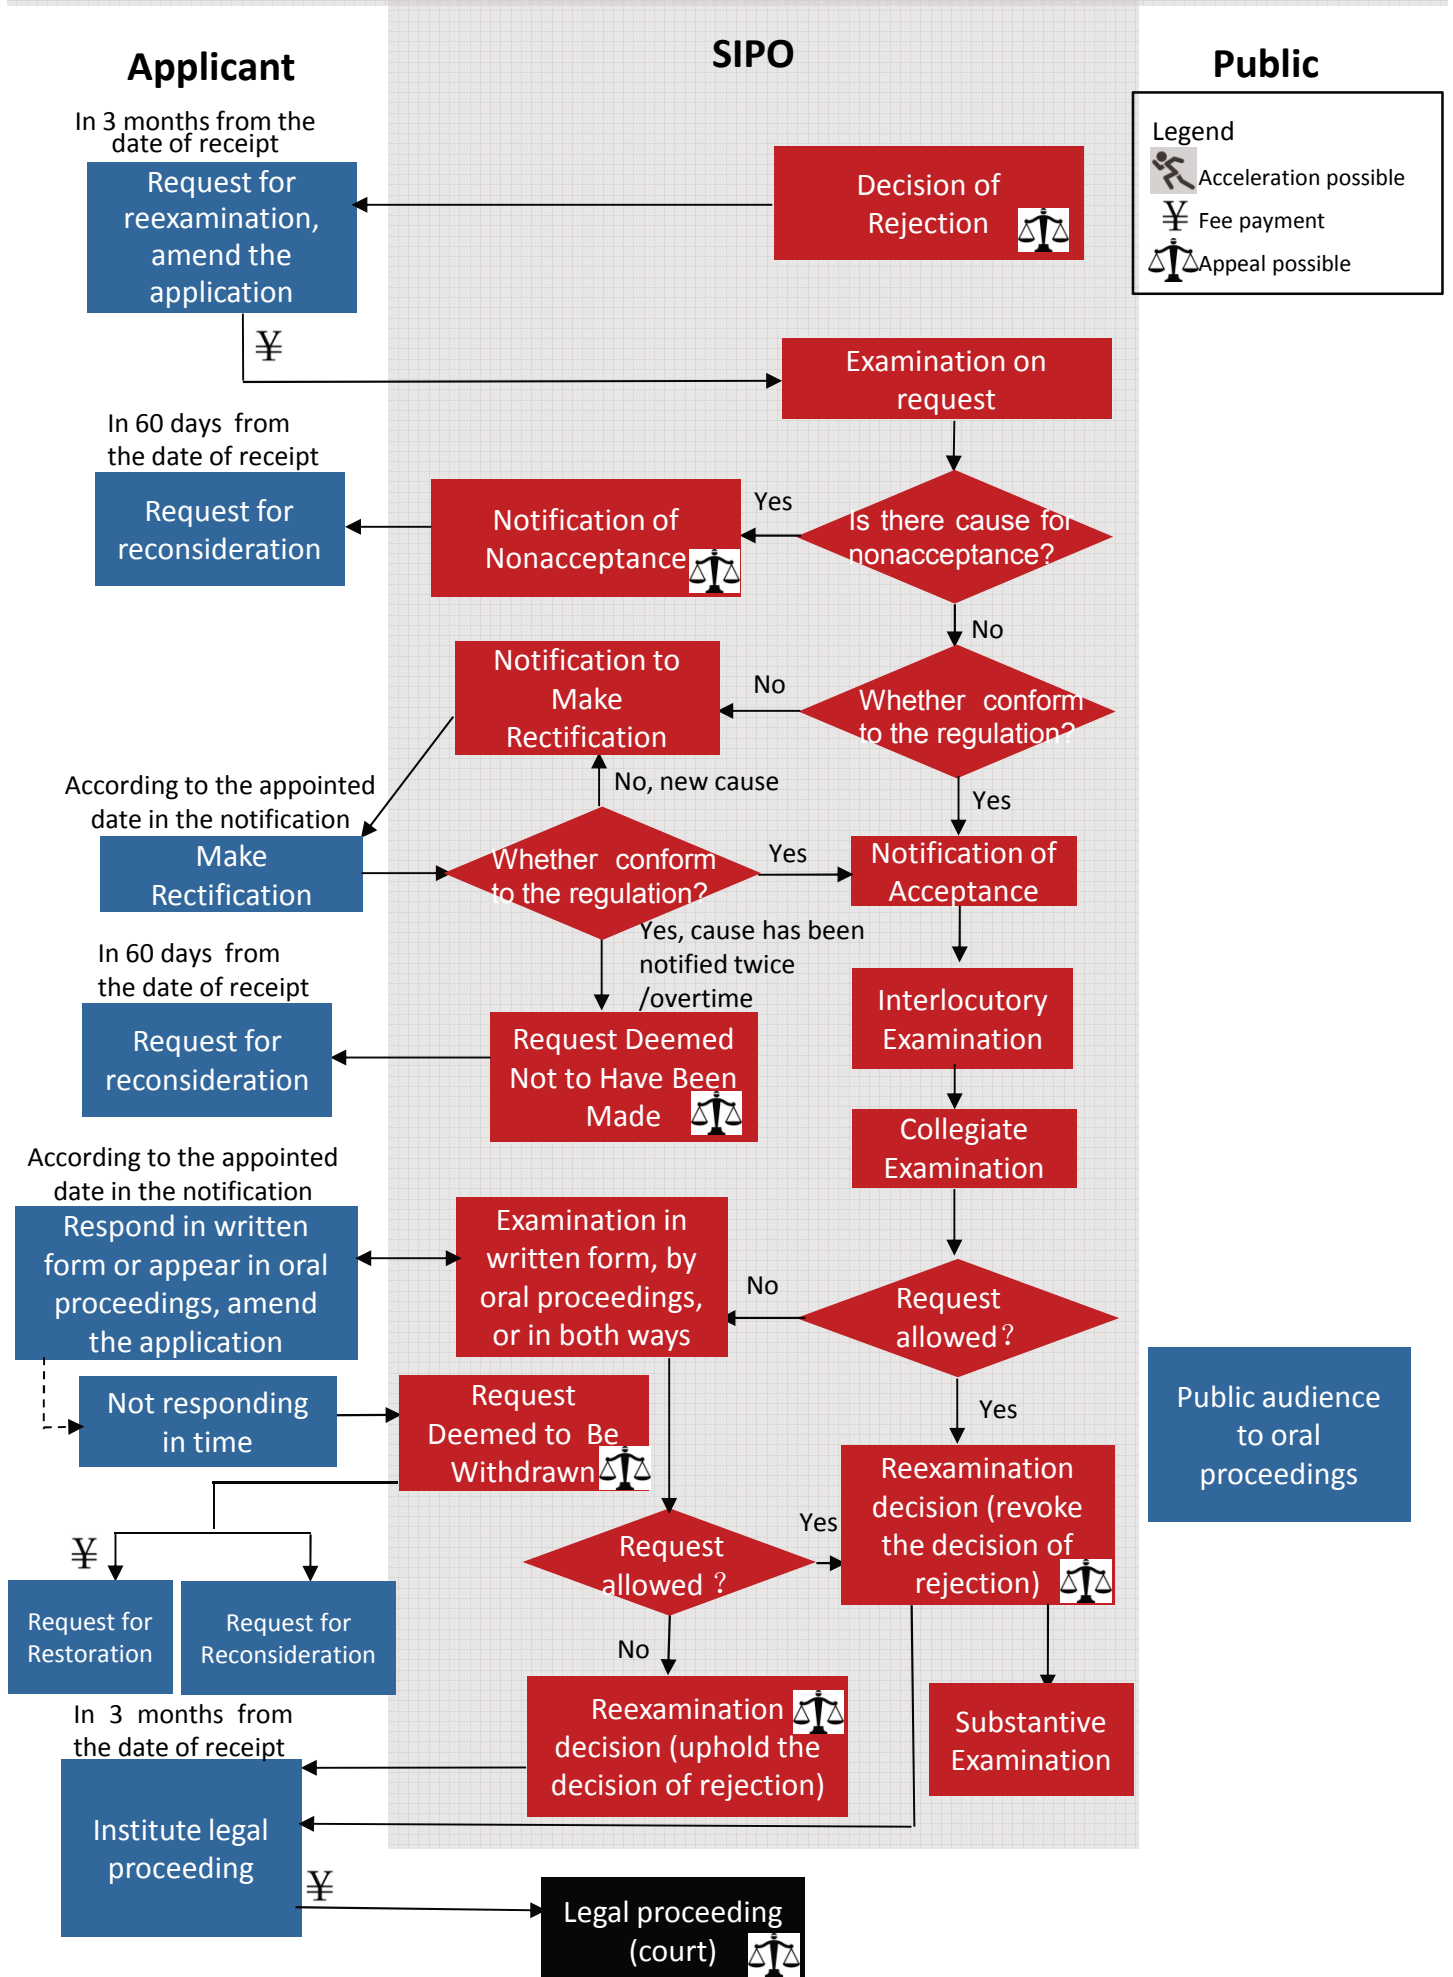 Applicant
SIPO
Public
In 3 months from the
date of receipt
Request for
reexamination,
amend the
application
Decision of
Rejection
Legend
Acceleration possible
¥ Fee payment
Appeal possible
¥
Examination on
request
In 60 days from
the date of receipt
Request for
reconsideration
Notification of
Nonacceptance
Yes
Is there cause for
nonacceptance?
No
Notification to
Make
Rectification
No
Whether conform
to the regulation?
No, new cause
Yes
According to the appointed
date in the notification
Make
Rectification
Whether conform
to the regulation?
Yes
Notification of
Acceptance
Yes, cause has been
notified twice
/overtime
In 60 days from
the date of receipt
Request for
reconsideration
Request Deemed
Not to Have Been
Made
Interlocutory
Examination
Collegiate
Examination
According to the appointed
date in the notification
Respond in written
form or appear in oral
proceedings, amend
the application
Examination in
written form, by
oral proceedings,
or in both ways
No
Request
allowed？
Yes
Public audience
to oral
proceedings
Not responding
in time
Request
Deemed to Be
Withdrawn
Reexamination
decision (revoke
the decision of
rejection)
¥
Request
allowed？
Yes
Request for
Restoration
Request for
Reconsideration
No
Reexamination
decision (uphold the
decision of rejection)
Substantive
Examination
In 3 months from
the date of receipt
Institute legal
proceeding
¥
Legal proceeding
(court)